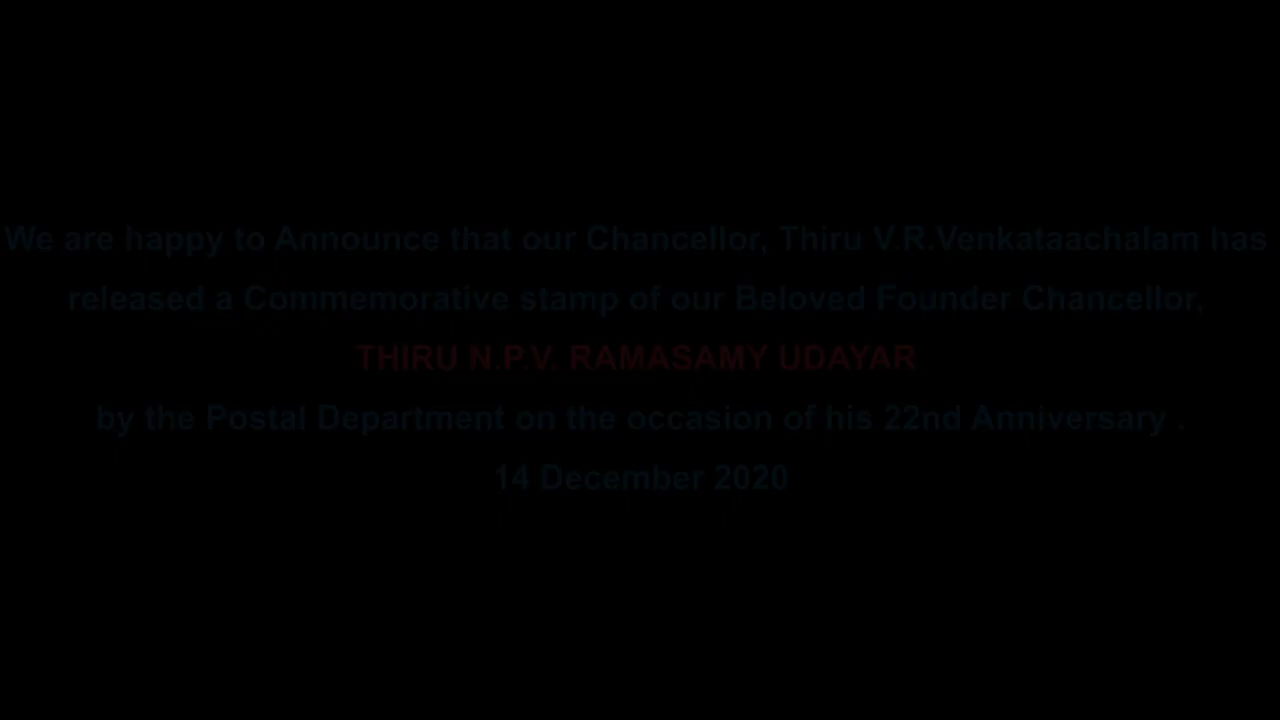 We are happy to Announce that our Chancellor, Thiru V.R.Venkataachalam has
released a Commemorative stamp of our Beloved Founder Chancellor,
THIRU N.P.V. RAMASAMY UDAYAR
by the Postal Department on the occasion of his 22nd Anniversary .
14 December 2020